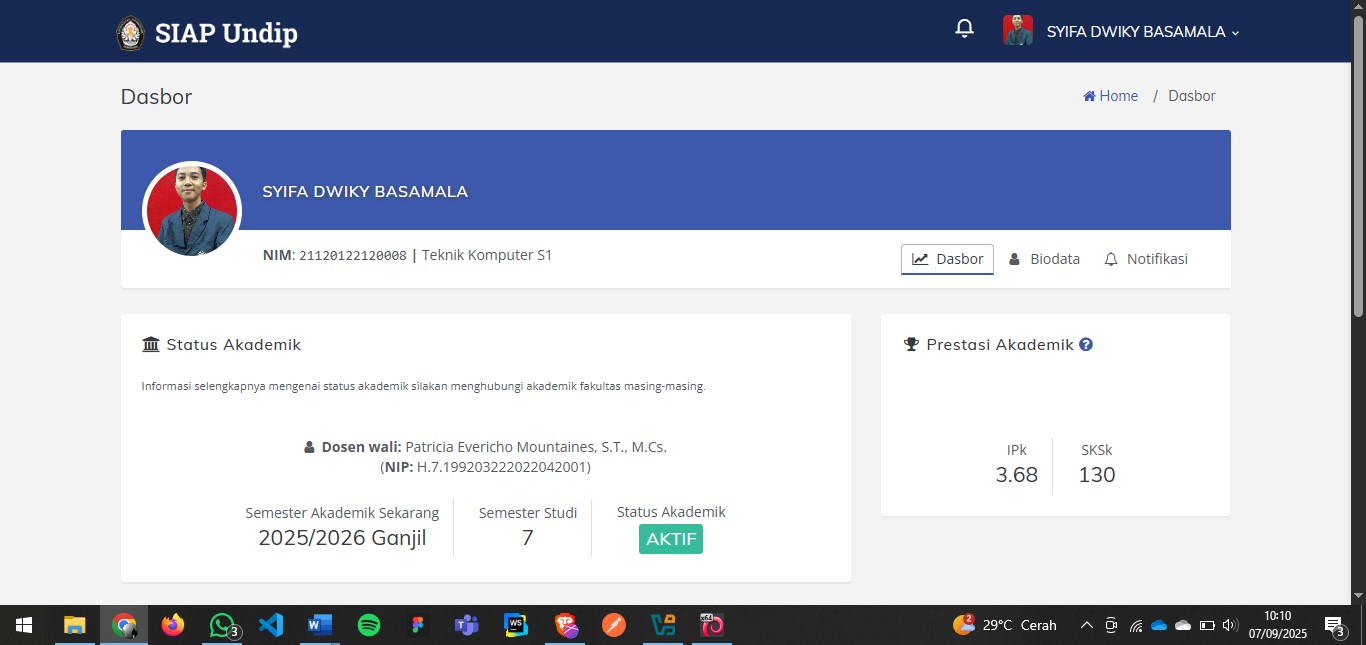 SIAP Undip
SYIFA DWIKY BASAMALA
Dasbor
Home / Dasbor
SYIFA DWIKY BASAMALA
NIM: 21120122120008 | Teknik Komputer S1
Dasbor
Biodata
Notifikasi
Status Akademik
Informasi selengkapnya mengenai status akademik silakan menghubungi akademik fakultas masing-masing.
Dosen wali: Patricia Evericho Mountaines, S.T., M.Cs.
(NIP: H.7.199203222022042001)
Semester Akademik Sekarang
2025/2026 Ganjil
Semester Studi
7
Status Akademik
AKTIF
Prestasi Akademik ?
IPk
3.68
SKSk
130
3
W
WS
x64
2
29°C Cerah
10:10
07/09/2025
3